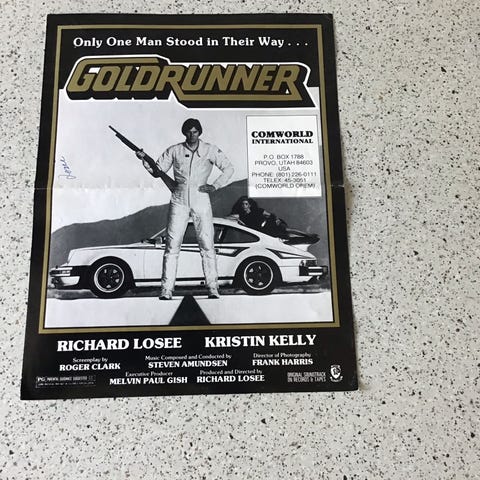 Only One Man Stood in Their Way . . .
GOLDRUNNER
COMWORLD
INTERNATIONAL
P.O. BOX 1788
PROVO, UTAH 84603
USA
PHONE: (801) 226-0111
TELEX: 45-3051
(COMWORLD OREM)
RICHARD LOSEE KRISTIN KELLY
Screenplay by
ROGER CLARK
Music Composed and Conducted by
STEVEN AMUNDSEN
Director of Photography
FRANK HARRIS
Executive Producer
MELVIN PAUL GISH
Produced and Directed by
RICHARD LOSEE
PG PARENTAL GUIDANCE SUGGESTED
ORIGINAL SOUNDTRACK
ON RECORDS & TAPES